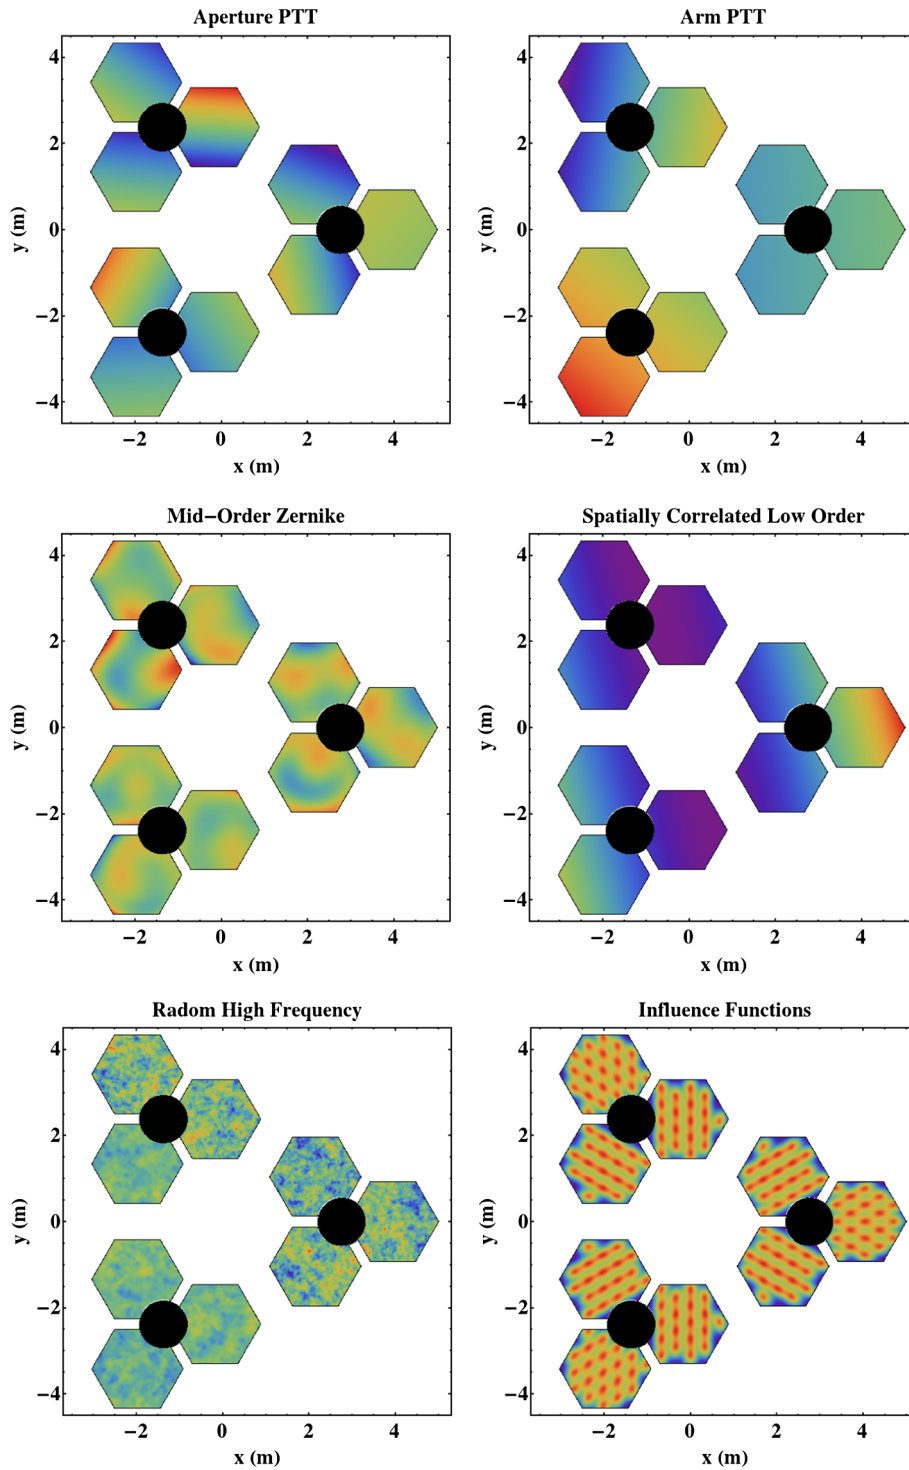 Aperture PTT
Arm PTT
4
2
0
−2
−4
y (m)
−2 0 2 4
x (m)
4
2
0
−2
−4
y (m)
−2 0 2 4
x (m)
Mid−Order Zernike
Spatially Correlated Low Order
4
2
0
−2
−4
y (m)
−2 0 2 4
x (m)
4
2
0
−2
−4
y (m)
−2 0 2 4
x (m)
Radom High Frequency
Influence Functions
4
2
0
−2
−4
y (m)
−2 0 2 4
x (m)
4
2
0
−2
−4
y (m)
−2 0 2 4
x (m)